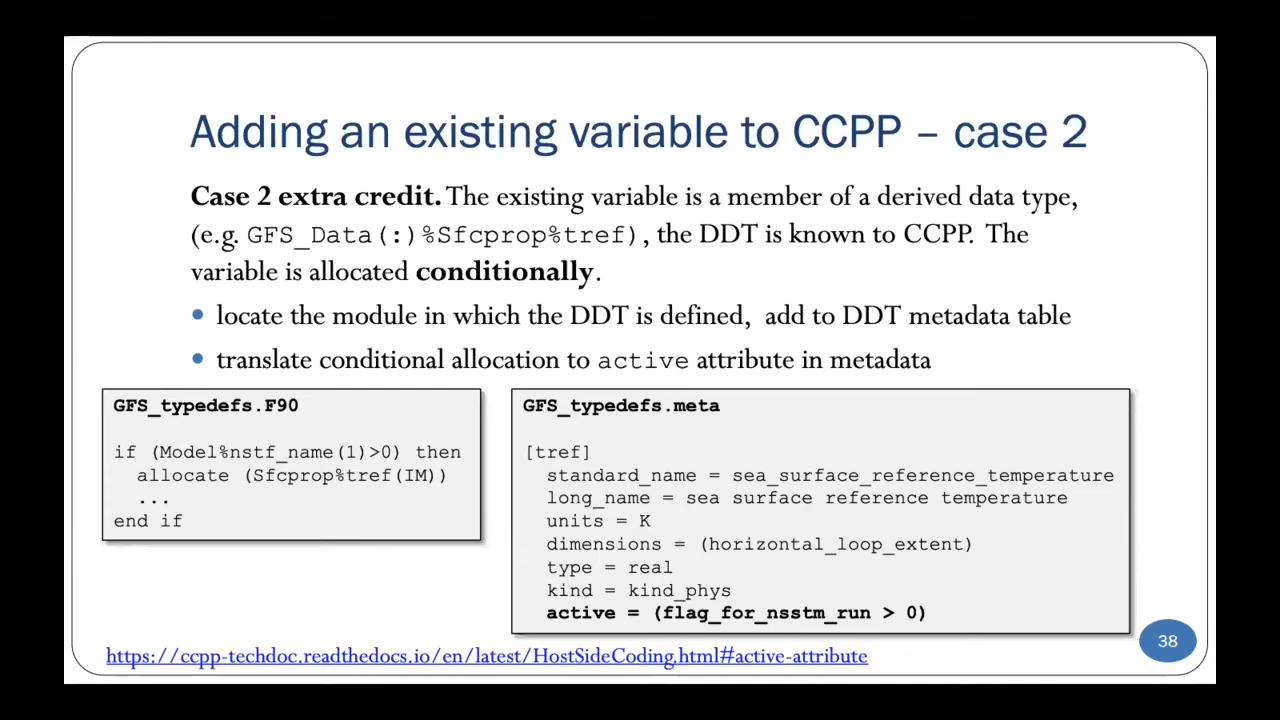 Adding an existing variable to CCPP – case 2
Case 2 extra credit. The existing variable is a member of a derived data type,
(e.g. GFS_Data(:)%Sfcprop%tref), the DDT is known to CCPP. The
variable is allocated conditionally.
• locate the module in which the DDT is defined, add to DDT metadata table
• translate conditional allocation to active attribute in metadata
GFS_typedefs.F90
if (Model%nstf_name(1)>0) then
allocate (Sfcprop%tref(IM))
...
end if
GFS_typedefs.meta
[tref]
standard_name = sea_surface_reference_temperature
long_name = sea surface reference temperature
units = K
dimensions = (horizontal_loop_extent)
type = real
kind = kind_phys
active = (flag_for_nsstm_run > 0)
38
https://ccpp-techdoc.readthedocs.io/en/latest/HostSideCoding.html#active-attribute